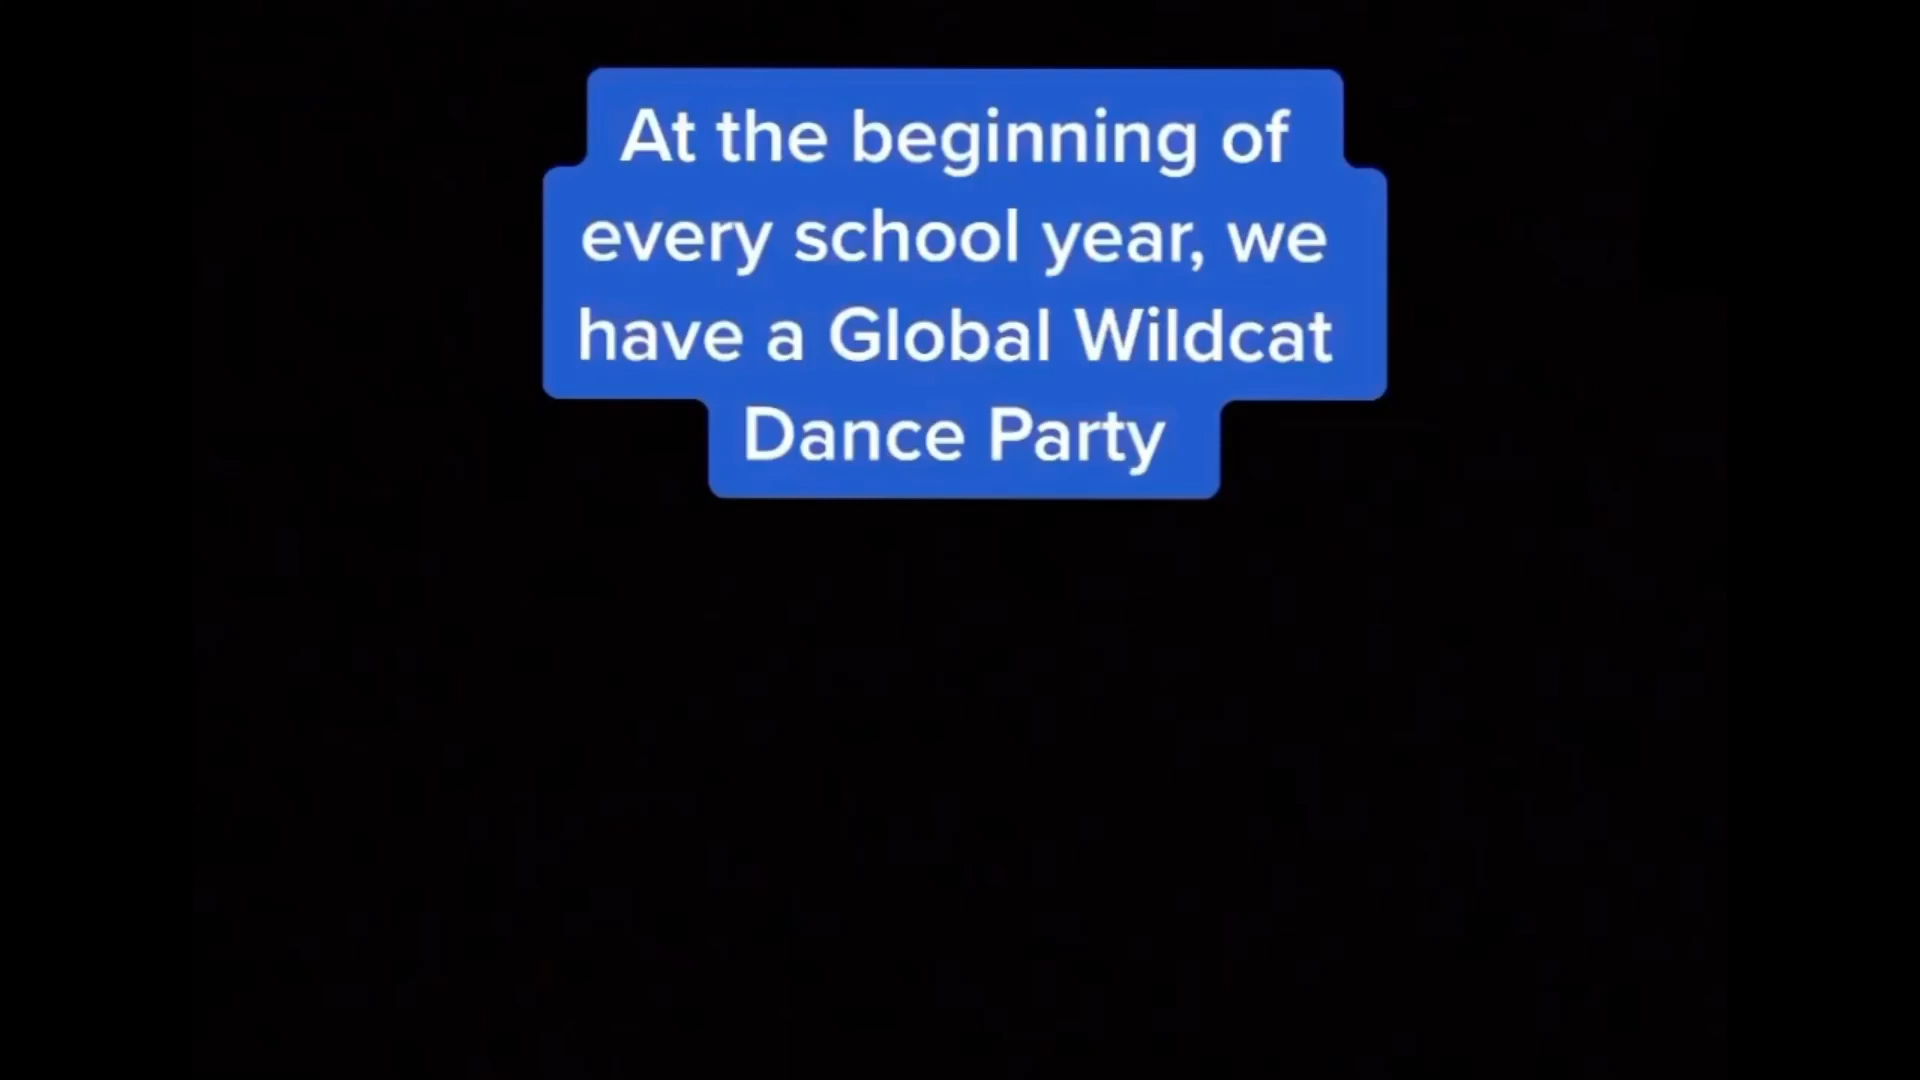 At the beginning of
every school year, we
have a Global Wildcat
Dance Party